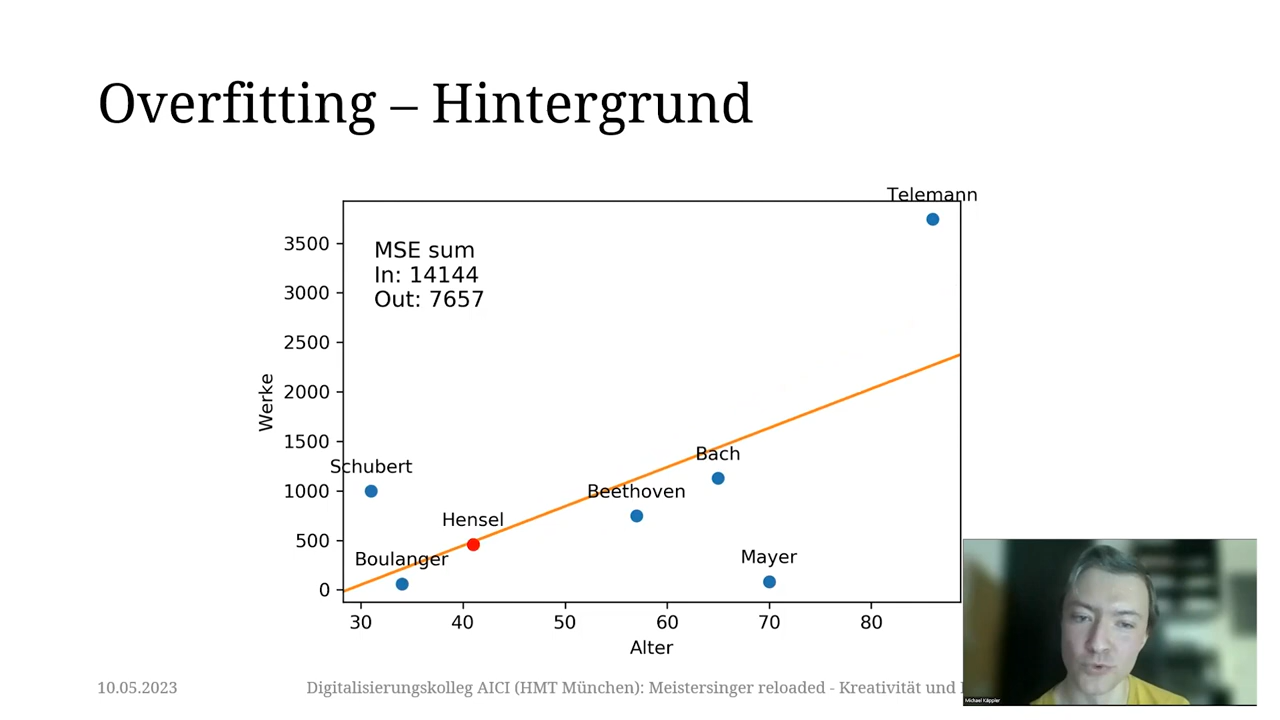 Overfitting – Hintergrund
Telemann
MSE sum
In: 14144
Out: 7657
3500
3000
2500
2000
1500
1000
500
0
Werke
Schubert
Bach
Beethoven
Hensel
Boulanger
Mayer
30 40 50 60 70 80
Alter
10.05.2023 Digitalisierungskolleg AICI (HMT München): Meistersinger reloaded - Kreativität und
Michael Käppler